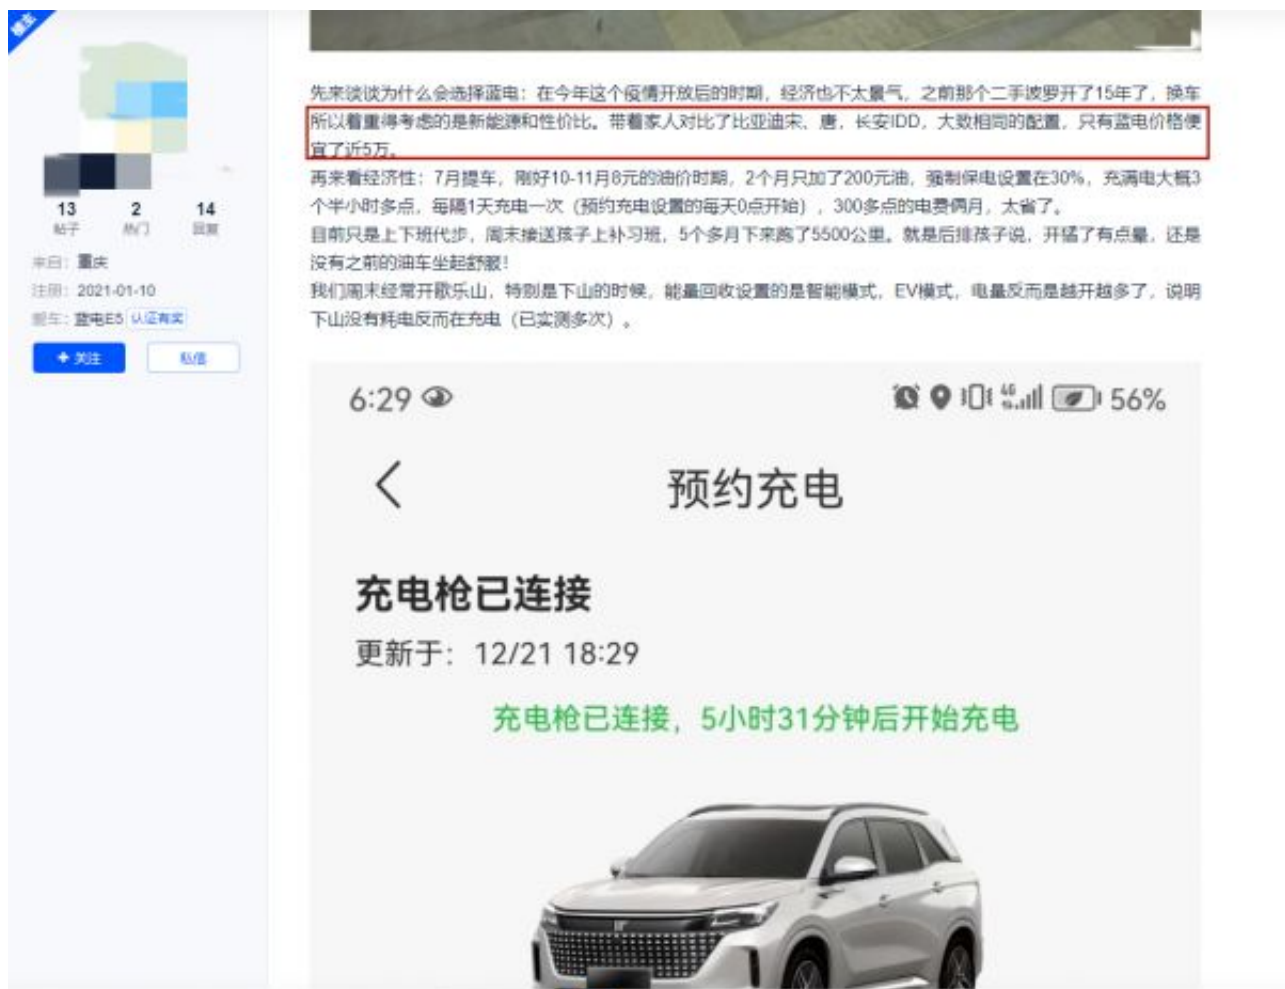 楼主
13 2 14
帖子 热门 回复
来自：重庆
注册：2021-01-10
爱车：蓝电E5 认证有奖
+ 关注 私信
先来谈谈为什么会选择蓝电：在今年这个疫情开放后的时期，经济也不太景气，之前那个二手波罗开了15年了，换车
所以着重得考虑的是新能源和性价比。带着家人对比了比亚迪宋、唐，长安IDD，大致相同的配置，只有蓝电价格便
宜了近5万。
再来看经济性：7月提车，刚好10-11月8元的油价时期，2个月只加了200元油，强制保电设置在30%，充满电大概3
个半小时多点，每隔1天充电一次（预约充电设置的每天0点开始），300多点的电费俩月，太省了。
目前只是上下班代步，周末接送孩子上补习班，5个多月下来跑了5500公里。就是后排孩子说，开猛了有点晕，还是
没有之前的油车坐起舒服！
我们周末经常开歌乐山，特别是下山的时候，能量回收设置的是智能模式，EV模式，电量反而是越开越多了，说明
下山没有耗电反而在充电（已实测多次）。
6:29 4G 56%
预约充电
充电枪已连接
更新于：12/21 18:29
充电枪已连接，5小时31分钟后开始充电